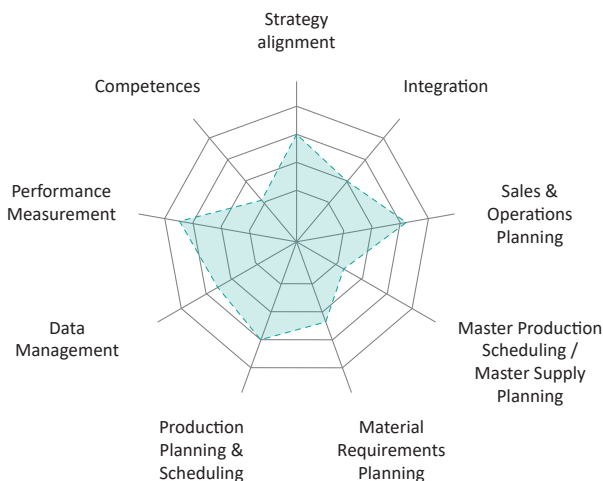 Strategy
alignment
Competences
Integration
Performance
Measurement
Sales &
Operations
Planning
Data
Management
Master Production
Scheduling /
Master Supply
Planning
Production
Planning &
Scheduling
Material
Requirements
Planning